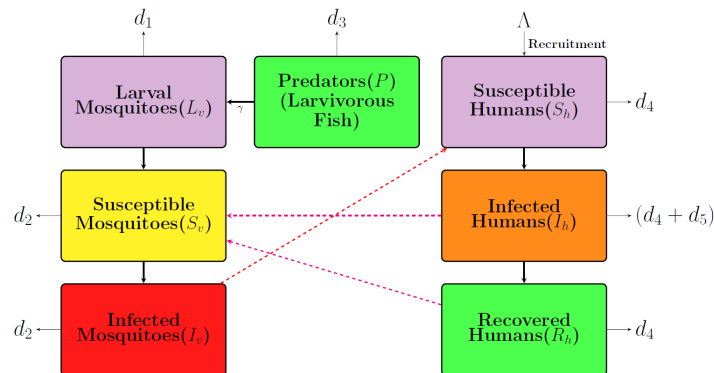 d₁
d₃
Λ
Recruitment
Larval
Mosquitoes(Lᵥ)
γ
Predators(P)
(Larvivorous
Fish)
Susceptible
Humans(Sₕ)
d₄
d₂
Susceptible
Mosquitoes(Sᵥ)
Infected
Humans(Iₕ)
(d₄ + d₅)
d₂
Infected
Mosquitoes(Iᵥ)
Recovered
Humans(Rₕ)
d₄